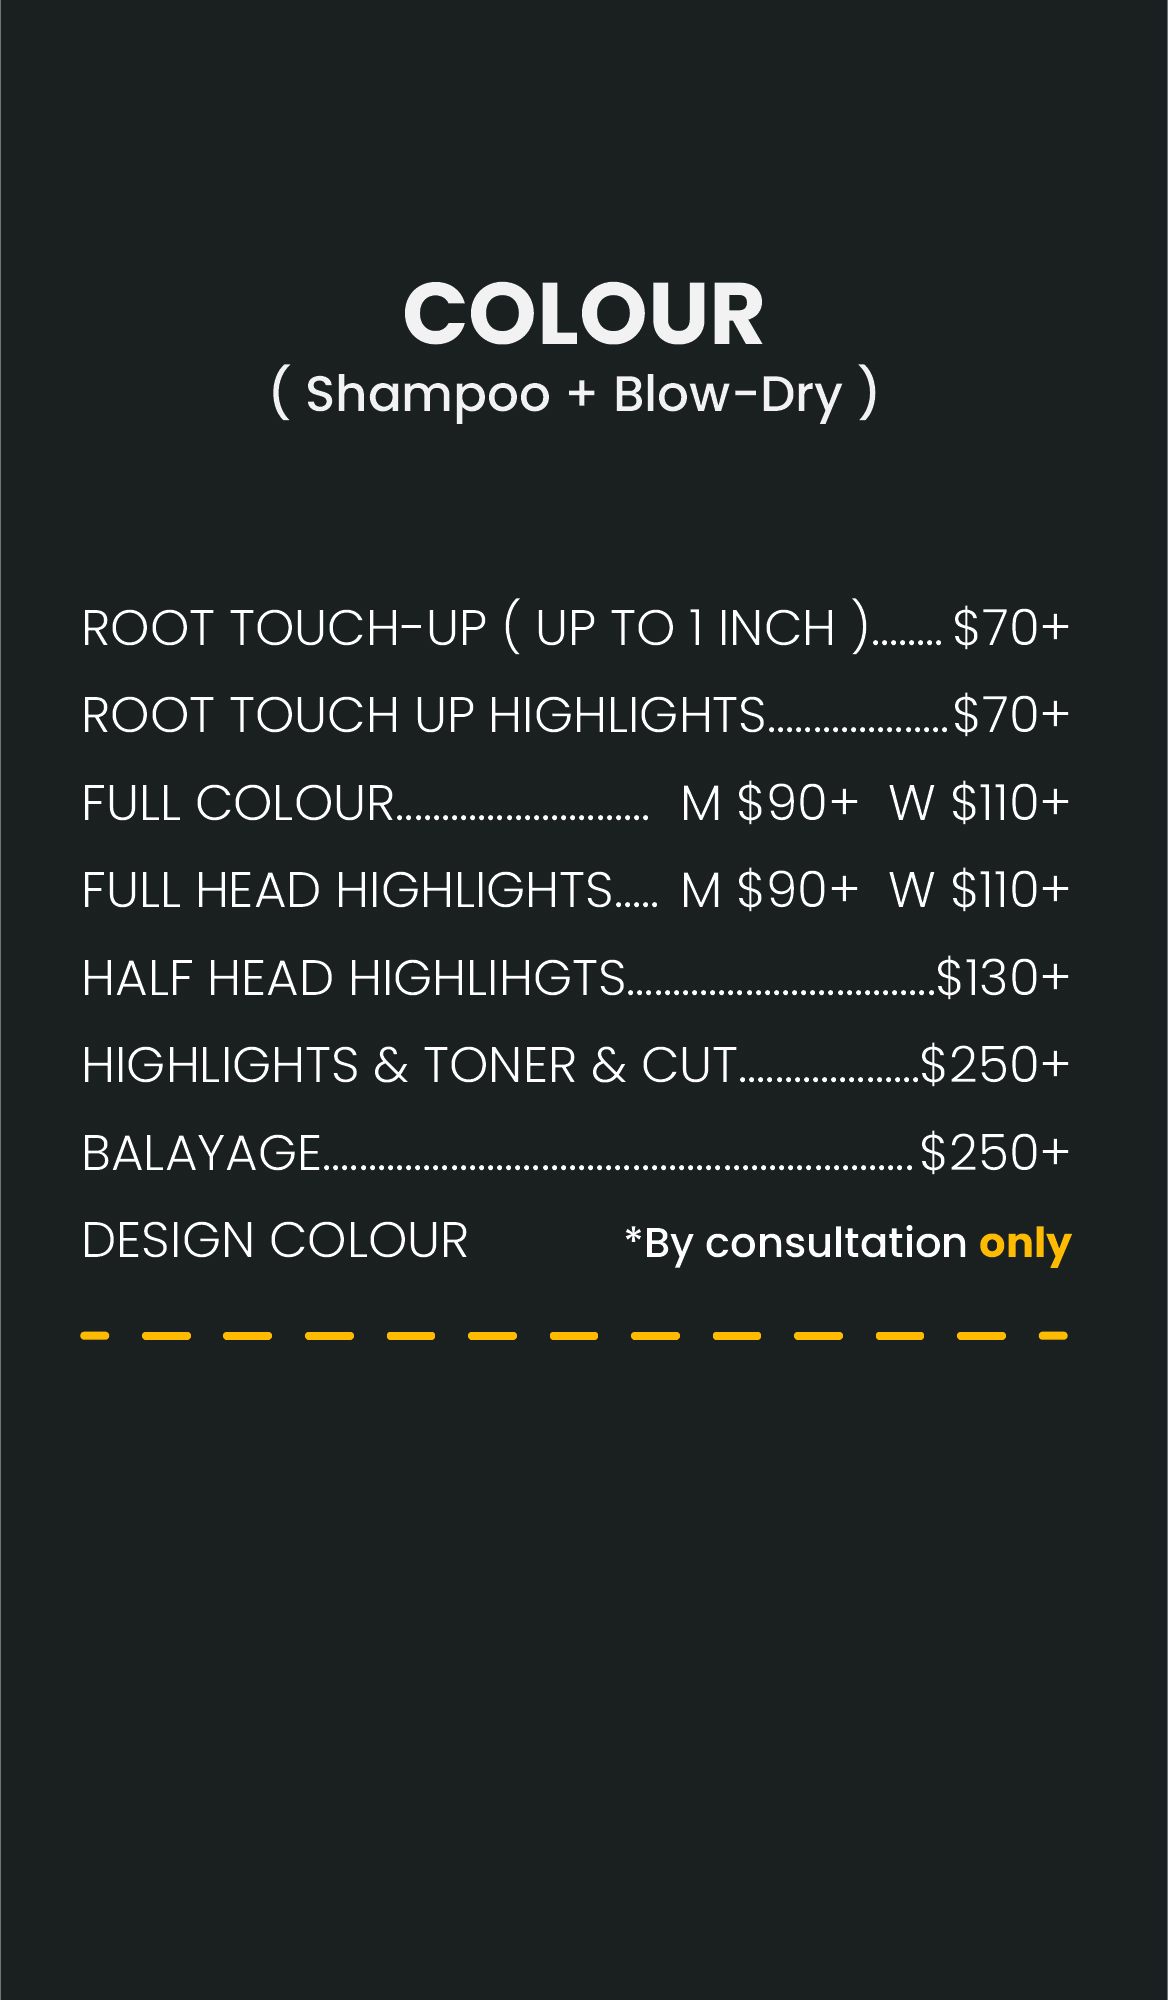 COLOUR
( Shampoo + Blow-Dry )
ROOT TOUCH-UP ( UP TO 1 INCH )........ $70+
ROOT TOUCH UP HIGHLIGHTS....................$70+
FULL COLOUR............................ M $90+ W $110+
FULL HEAD HIGHLIGHTS..... M $90+ W $110+
HALF HEAD HIGHLIHGTS..................................$130+
HIGHLIGHTS & TONER & CUT....................$250+
BALAYAGE................................................................. $250+
DESIGN COLOUR *By consultation only